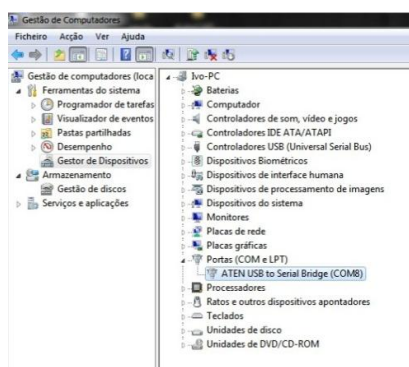 Gestão de Computadores
Ficheiro Acção Ver Ajuda
Gestão de computadores (loca
Ferramentas do sistema
Programador de tarefas
Visualizador de eventos
Pastas partilhadas
Desempenho
Gestor de Dispositivos
Armazenamento
Gestão de discos
Serviços e aplicações
Ivo-PC
Baterias
Computador
Controladores de som, vídeo e jogos
Controladores IDE ATA/ATAPI
Controladores USB (Universal Serial Bus)
Dispositivos Biométricos
Dispositivos de interface humana
Dispositivos de processamento de imagens
Dispositivos do sistema
Monitores
Placas de rede
Placas gráficas
Portas (COM e LPT)
ATEN USB to Serial Bridge (COM8)
Processadores
Ratos e outros dispositivos apontadores
Teclados
Unidades de disco
Unidades de DVD/CD-ROM